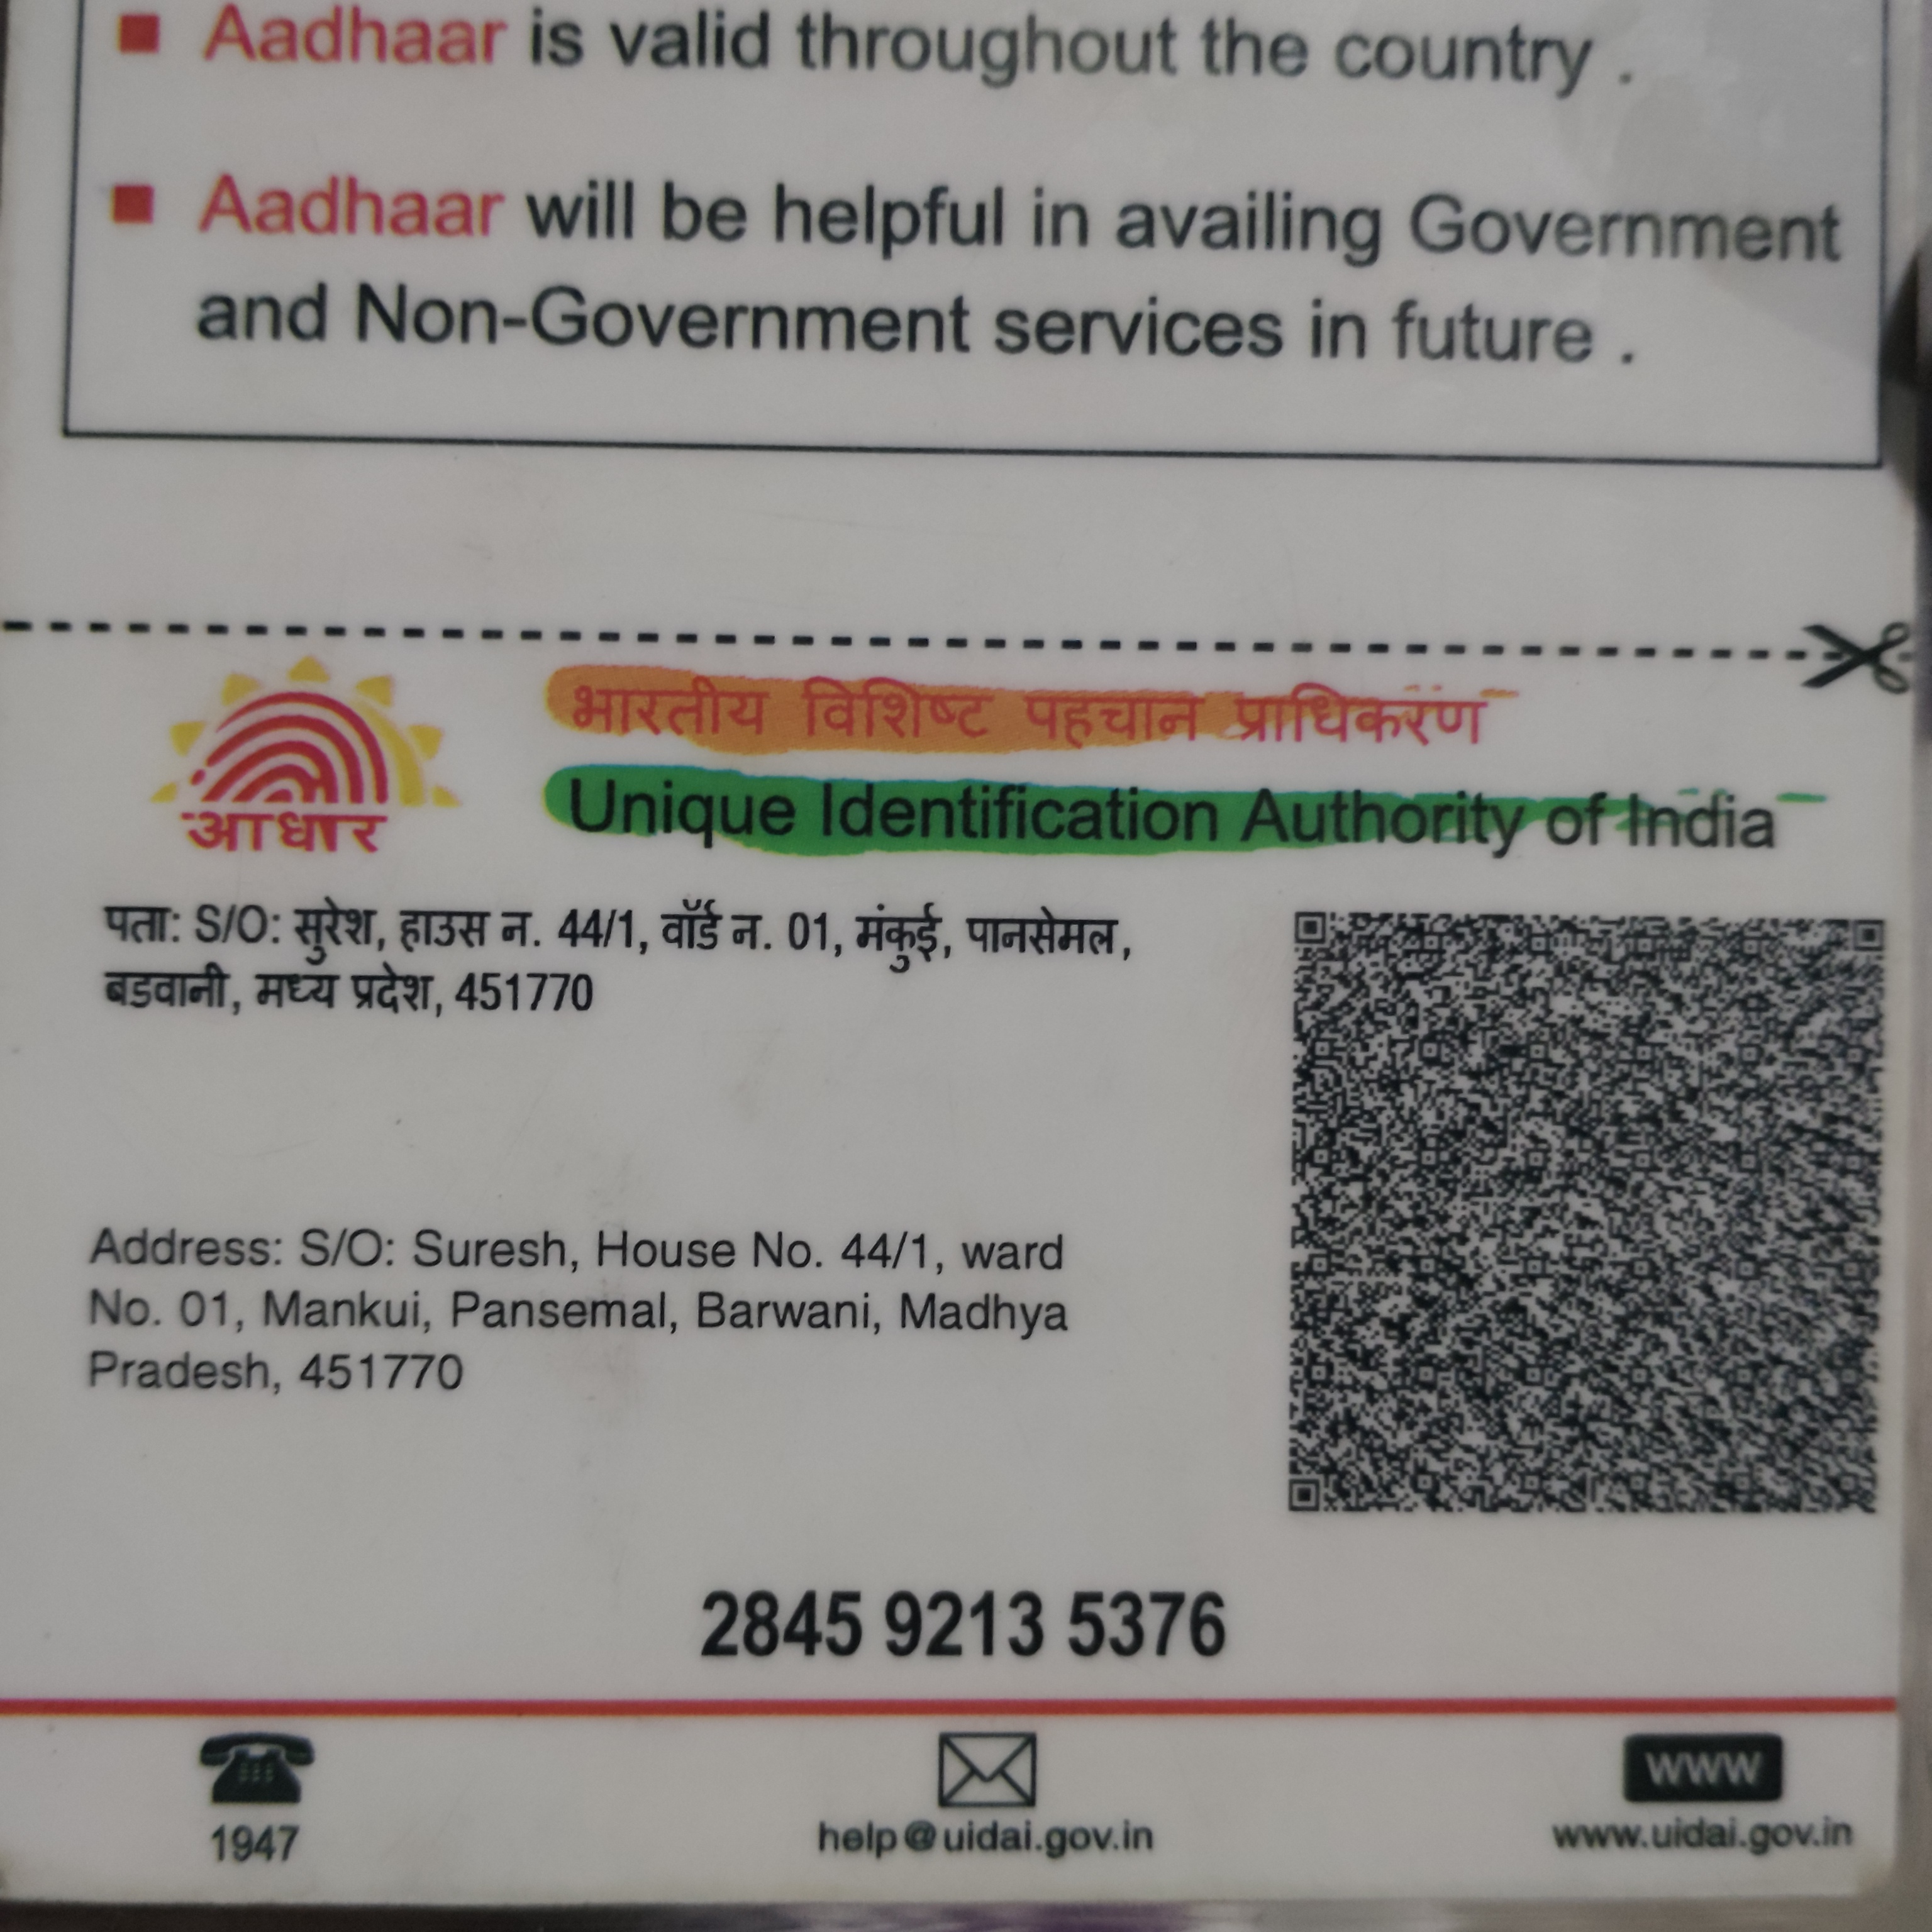 Aadhaar is valid throughout the country .
Aadhaar will be helpful in availing Government
and Non-Government services in future .
भारतीय विशिष्ट पहचान प्राधिकरण
Unique Identification Authority of India
आधार
पता: S/O: सुरेश, हाउस न. 44/1, वॉर्ड न. 01, मंकुई, पानसेमल,
बडवानी, मध्य प्रदेश, 451770
Address: S/O: Suresh, House No. 44/1, ward
No. 01, Mankui, Pansemal, Barwani, Madhya
Pradesh, 451770
2845 9213 5376
WWW
1947
help@uidai.gov.in
www.uidai.gov.in